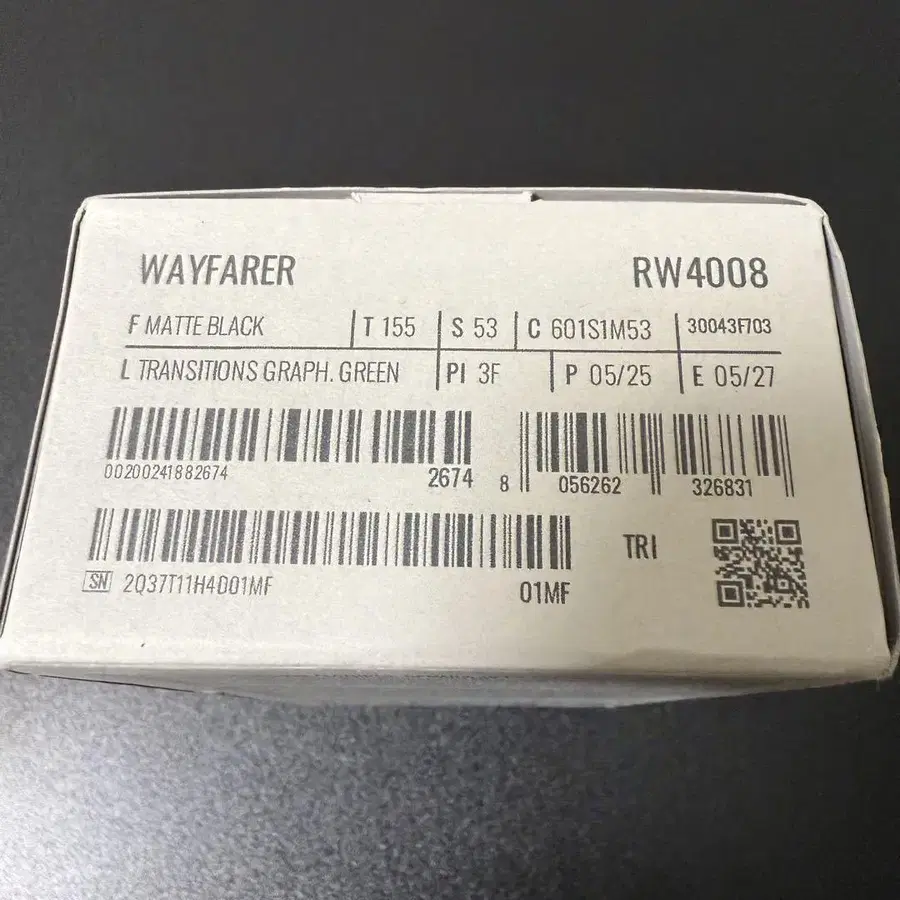 WAYFARER RW4008
F MATTE BLACK T 155 S 53 C 601S1M53 30043F703
L TRANSITIONS GRAPH. GREEN PI 3F P 05/25 E 05/27
00200241882674 2674 8 056262 326831
TRI
SN 2Q37T11H4D01MF 01MF